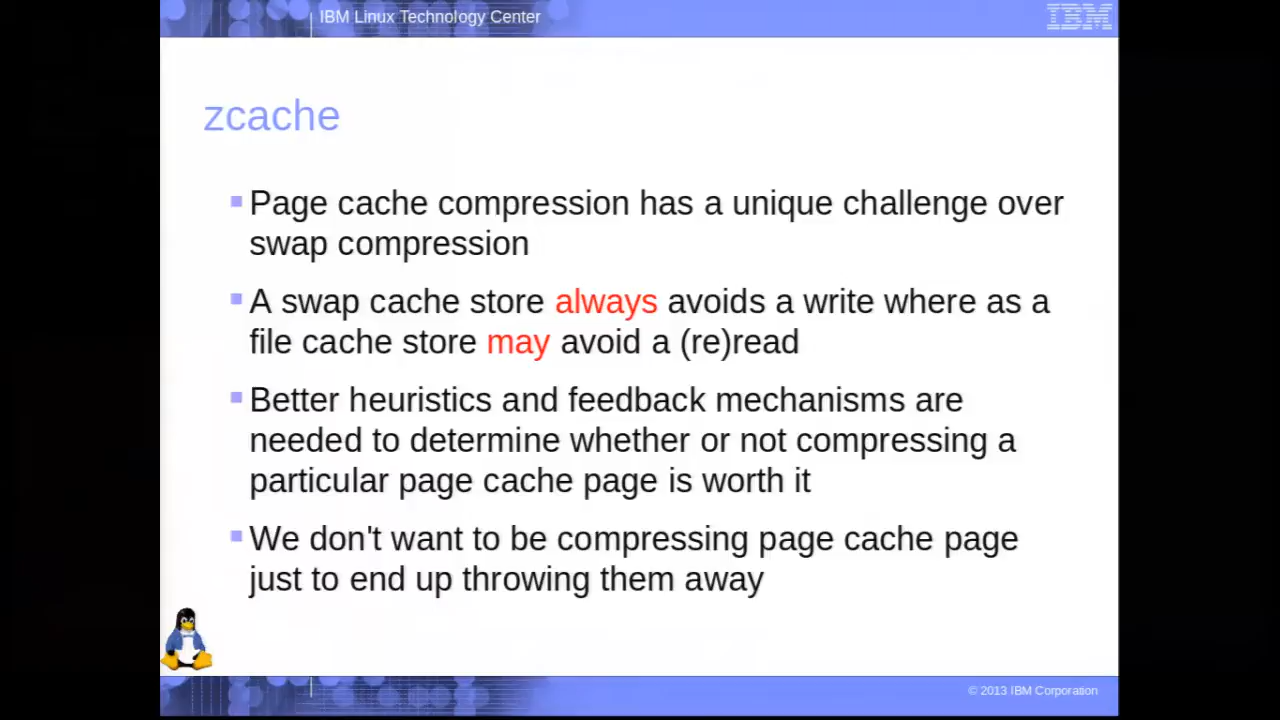 IBM Linux Technology Center
IBM
zcache
Page cache compression has a unique challenge over
swap compression
A swap cache store always avoids a write where as a
file cache store may avoid a (re)read
Better heuristics and feedback mechanisms are
needed to determine whether or not compressing a
particular page cache page is worth it
We don't want to be compressing page cache page
just to end up throwing them away
© 2013 IBM Corporation